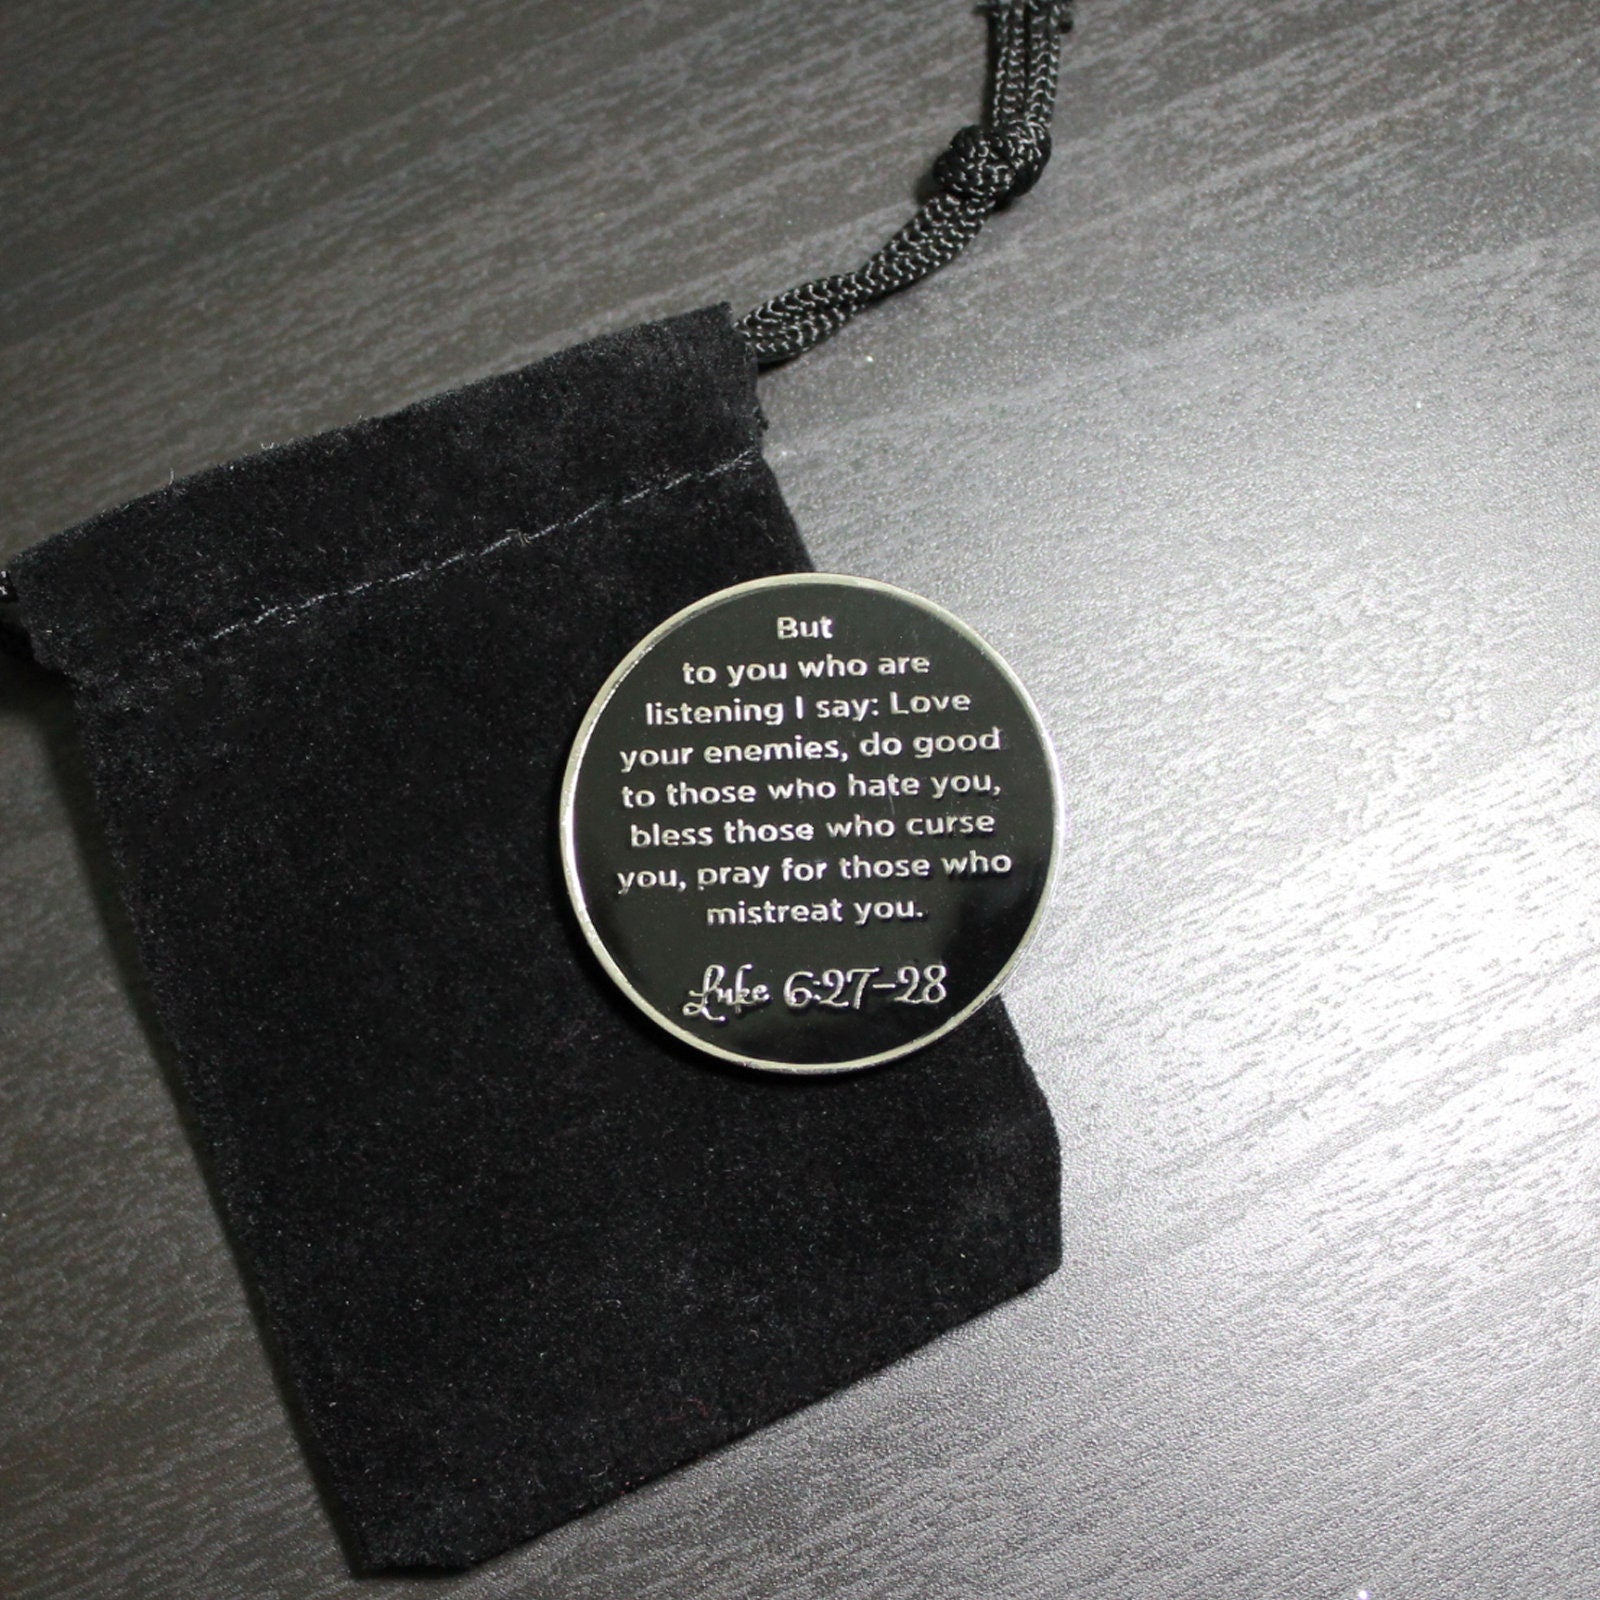 But
to you who are
listening I say: Love
your enemies, do good
to those who hate you,
bless those who curse
you, pray for those who
mistreat you.
Luke 6:27-28